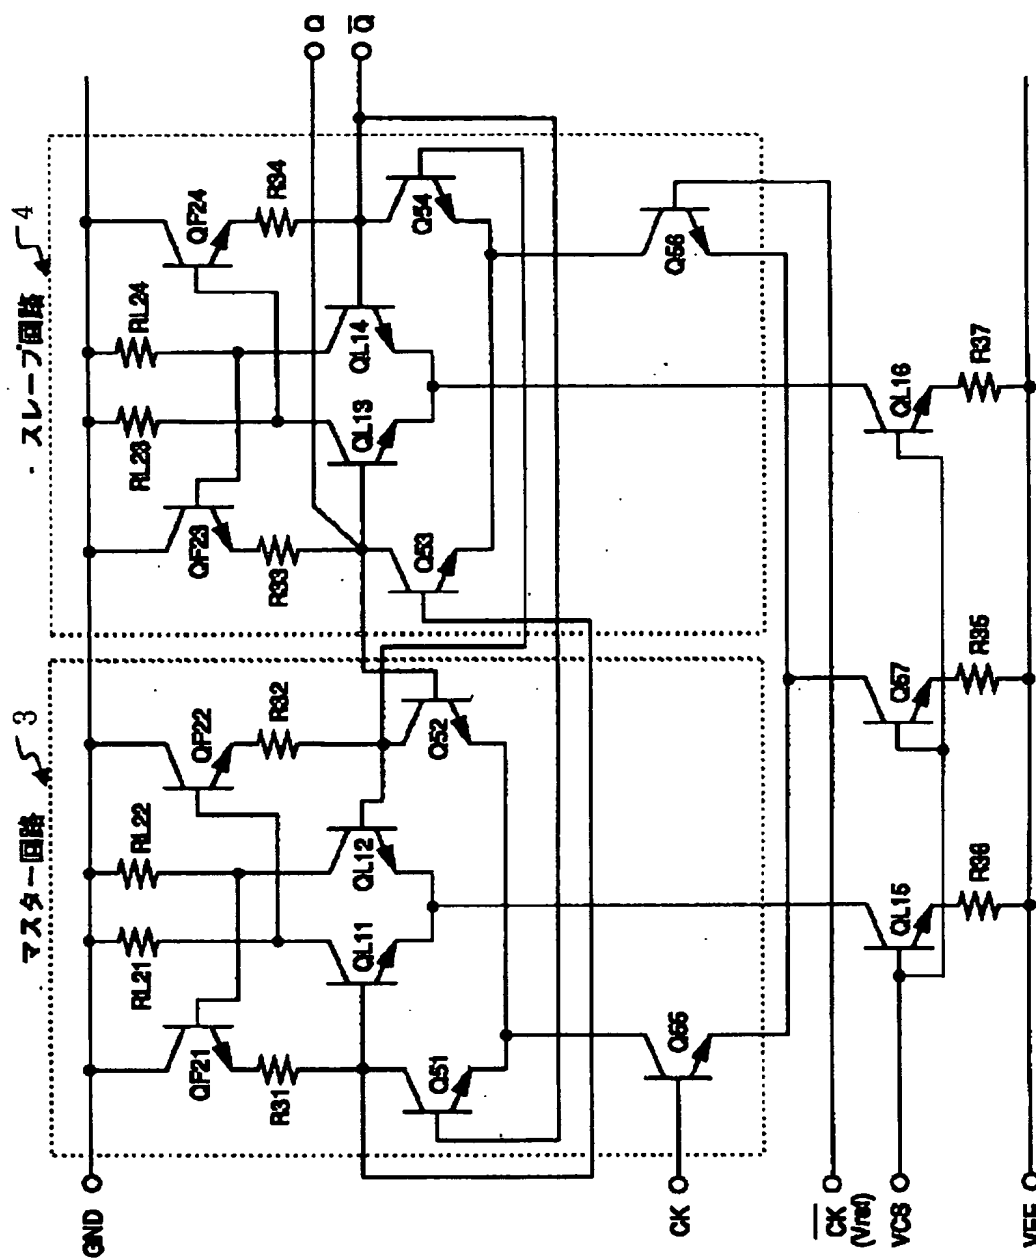 マスター回路 3
・スレーブ回路 4
GND
RL21
RL22
QF21
QF22
R31
R32
QL11
QL12
Q51
Q52
Q55
RL23
RL24
QF23
QF24
R33
R34
QL13
QL14
Q53
Q54
Q56
Q
Q̅
CK
C̅K̅
(Vref)
VCS
VEE
QL15
Q57
QL16
R36
R35
R37